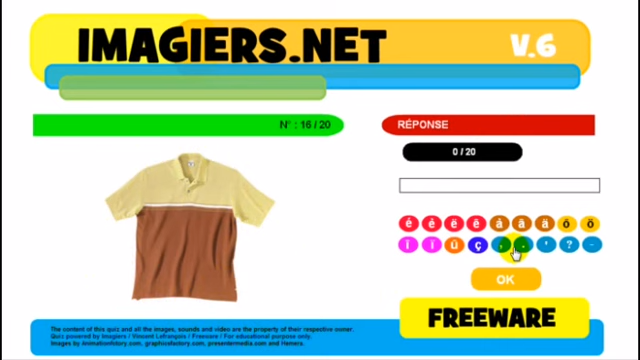 IMAGIERS.NET
V.6
N° : 16 / 20
RÉPONSE
0 / 20
é è ê ë à â ä ô ö
î ï û ç , . ' ? -
OK
FREEWARE
The content of this quiz and all the images, sounds and video are the property of their respective owner.
Quiz powered by Imagiers / Vincent Lefrançois / Freeware / For educational purpose only.
Images by Animationfactory.com, graphicsfactory.com, presentermedia.com and Hemera.